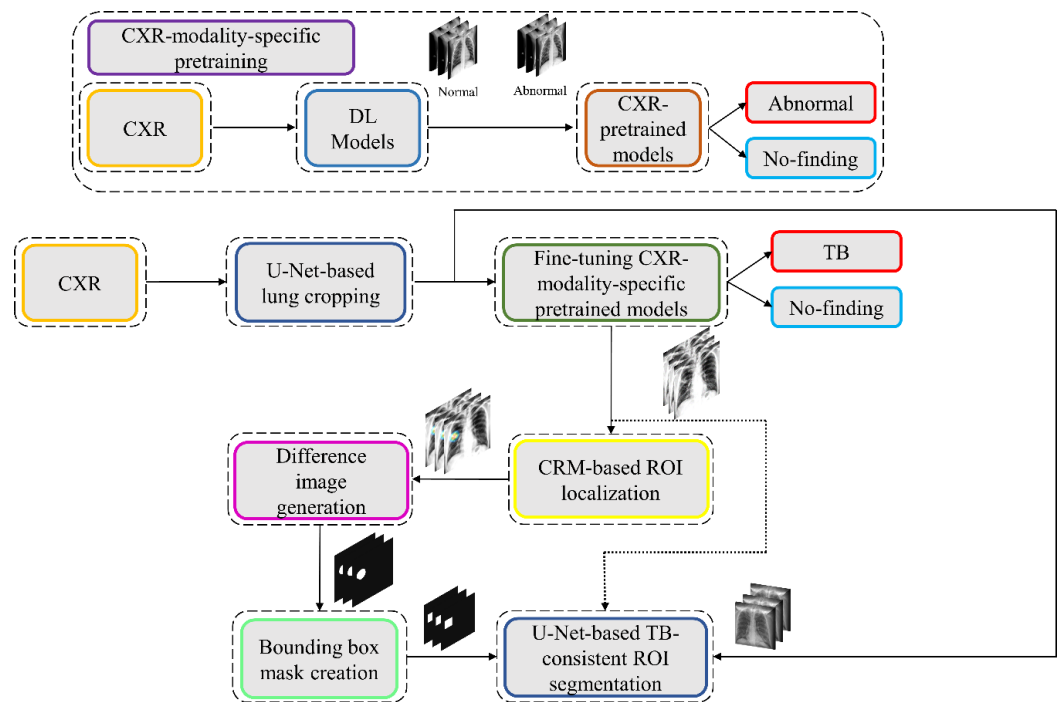 CXR-modality-specific
pretraining
Normal
Abnormal
CXR
DL
Models
CXR-
pretrained
models
Abnormal
No-finding
CXR
U-Net-based
lung cropping
Fine-tuning CXR-
modality-specific
pretrained models
TB
No-finding
Difference
image
generation
CRM-based ROI
localization
Bounding box
mask creation
U-Net-based TB-
consistent ROI
segmentation